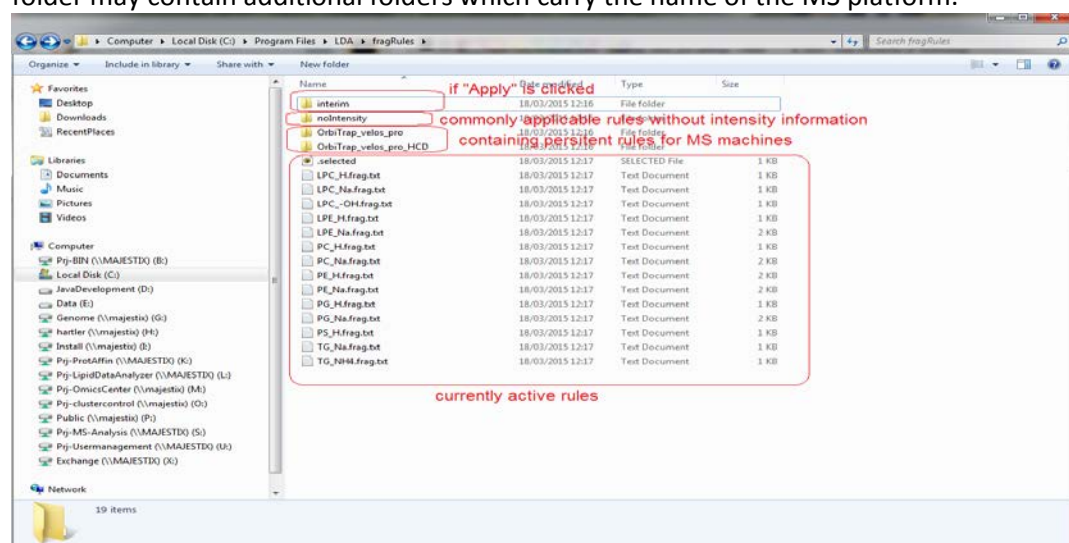 folder may contain additional folders which carry the name of the MS platform.
Computer Local Disk (C:) Program Files LDA fragRules
Search fragRules
Organize Include in library Share with New folder
Favorites
Desktop
Downloads
RecentPlaces
Libraries
Documents
Music
Pictures
Videos
Computer
Prj-BIN (\\MAJESTIX) (B:)
Local Disk (C:)
JavaDevelopment (D:)
Data (E:)
Genome (\\majestix) (G:)
hartler (\\majestix) (H:)
Install (\\majestix) (I:)
Prj-ProtAffin (\\MAJESTIX) (K:)
Prj-LipidDataAnalyzer (\\MAJESTIX) (L:)
Prj-OmicsCenter (\\majestix) (M:)
Prj-clustercontrol (\\majestix) (O:)
Public (\\majestix) (P:)
Prj-MS-Analysis (\\MAJESTIX) (S:)
Prj-Usermanagement (\\MAJESTIX) (U:)
Exchange (\\MAJESTIX) (X:)
Network
Name Date modified Type Size
if "Apply" is clicked
interim 18/03/2015 12:16 File folder
noIntensity
commonly applicable rules without intensity information
OrbiTrap_velos_pro 18/03/2015 12:16 File folder
containing persitent rules for MS machines
OrbiTrap_velos_pro_HCD
.selected 18/03/2015 12:17 SELECTED File 1 KB
LPC_H.frag.txt 18/03/2015 12:17 Text Document 1 KB
LPC_Na.frag.txt 18/03/2015 12:17 Text Document 1 KB
LPC_-OH.frag.txt 18/03/2015 12:17 Text Document 1 KB
LPE_H.frag.txt 18/03/2015 12:17 Text Document 1 KB
LPE_Na.frag.txt 18/03/2015 12:17 Text Document 2 KB
PC_H.frag.txt 18/03/2015 12:17 Text Document 1 KB
PC_Na.frag.txt 18/03/2015 12:17 Text Document 2 KB
PE_H.frag.txt 18/03/2015 12:17 Text Document 2 KB
PE_Na.frag.txt 18/03/2015 12:17 Text Document 2 KB
PG_H.frag.txt 18/03/2015 12:17 Text Document 1 KB
PG_Na.frag.txt 18/03/2015 12:17 Text Document 2 KB
PS_H.frag.txt 18/03/2015 12:17 Text Document 1 KB
TG_Na.frag.txt 18/03/2015 12:17 Text Document 1 KB
TG_NH4.frag.txt 18/03/2015 12:17 Text Document 1 KB
currently active rules
19 items